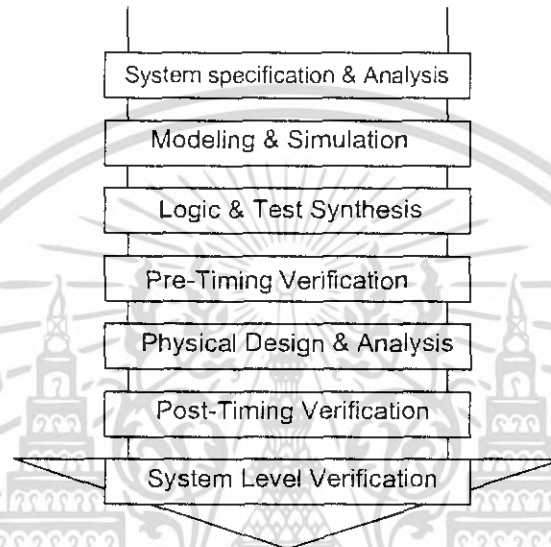 System specification & Analysis
Modeling & Simulation
Logic & Test Synthesis
Pre-Timing Verification
Physical Design & Analysis
Post-Timing Verification
System Level Verification